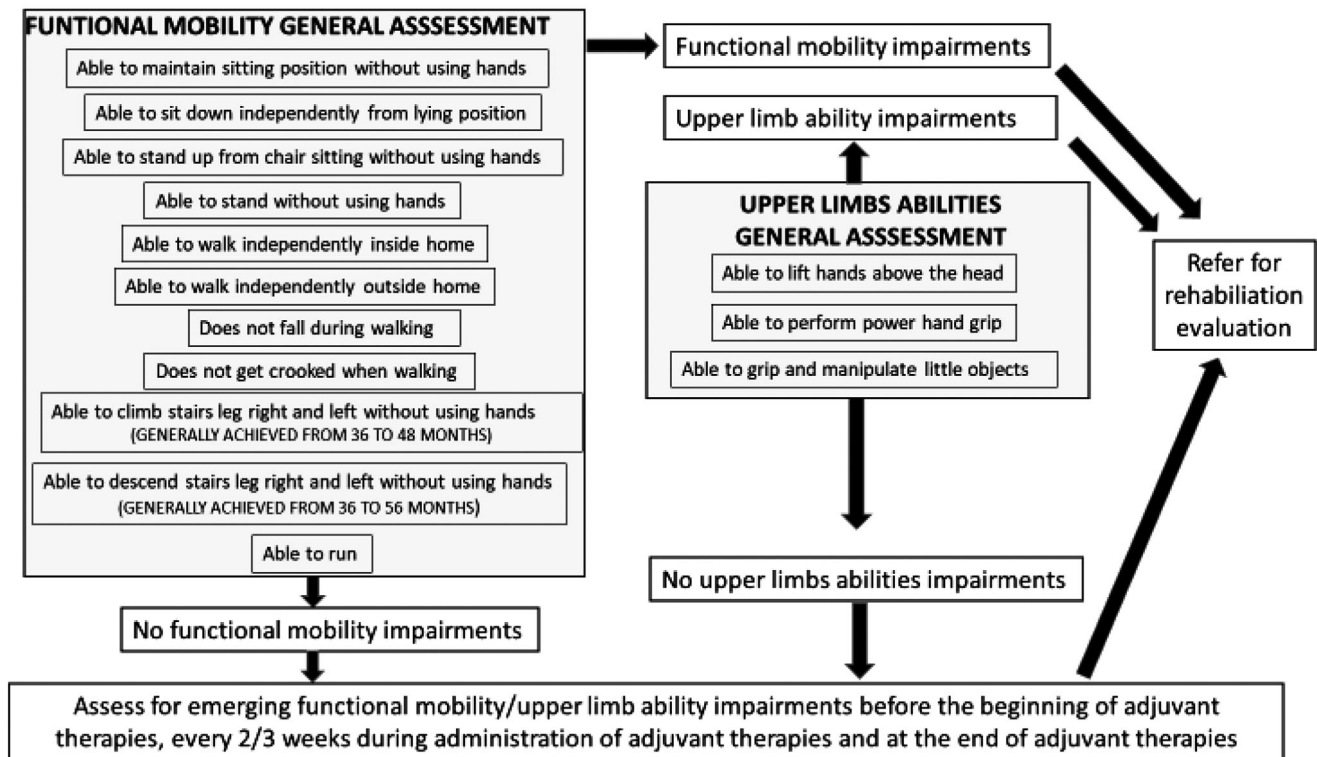 FUNTIONAL MOBILITY GENERAL ASSSESSMENT
Able to maintain sitting position without using hands
Able to sit down independently from lying position
Able to stand up from chair sitting without using hands
Able to stand without using hands
Able to walk independently inside home
Able to walk independently outside home
Does not fall during walking
Does not get crooked when walking
Able to climb stairs leg right and left without using hands
(GENERALLY ACHIEVED FROM 36 TO 48 MONTHS)
Able to descend stairs leg right and left without using hands
(GENERALLY ACHIEVED FROM 36 TO 56 MONTHS)
Able to run
No functional mobility impairments
Functional mobility impairments
Upper limb ability impairments
UPPER LIMBS ABILITIES
GENERAL ASSSESSMENT
Able to lift hands above the head
Able to perform power hand grip
Able to grip and manipulate little objects
No upper limbs abilities impairments
Refer for
rehabiliation
evaluation
Assess for emerging functional mobility/upper limb ability impairments before the beginning of adjuvant
therapies, every 2/3 weeks during administration of adjuvant therapies and at the end of adjuvant therapies